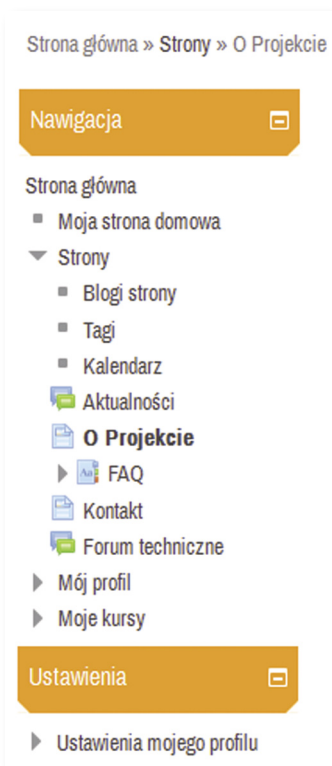 Strona główna » Strony » O Projekcie
Nawigacja
Strona główna
Moja strona domowa
Strony
Blogi strony
Tagi
Kalendarz
Aktualności
O Projekcie
FAQ
Kontakt
Forum techniczne
Mój profil
Moje kursy
Ustawienia
Ustawienia mojego profilu